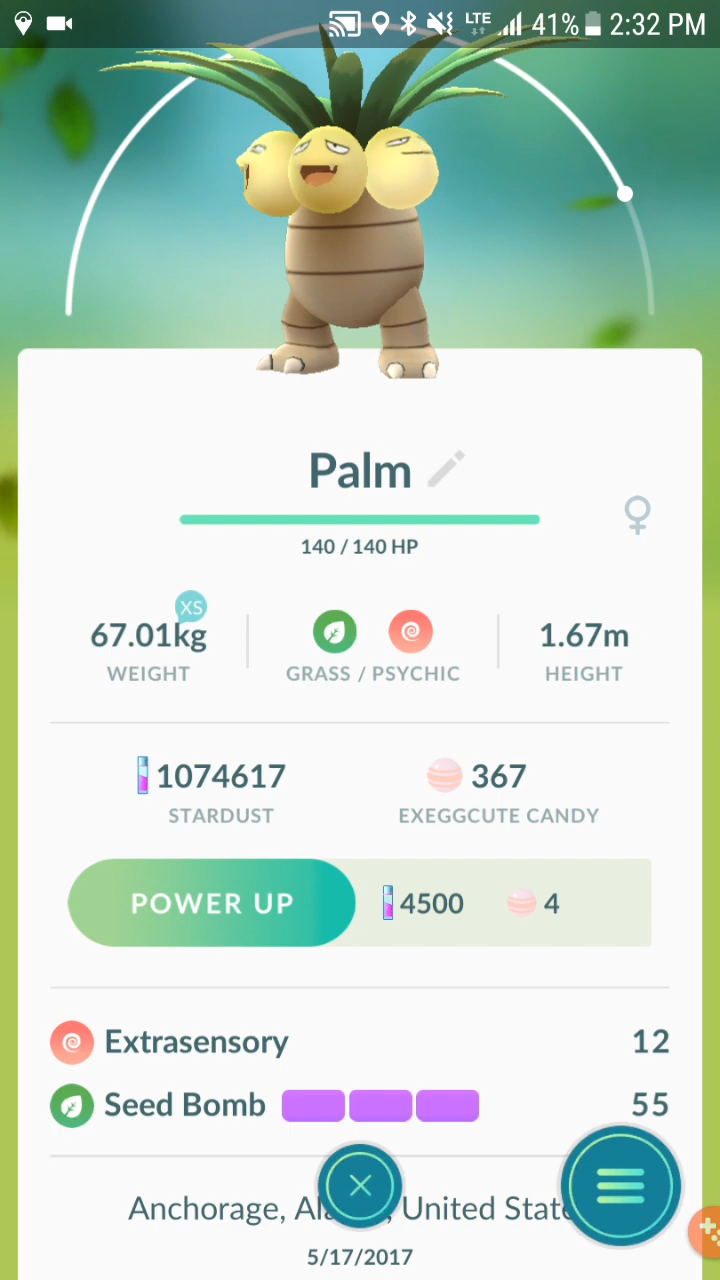 LTE 41% 2:32 PM
Palm
140 / 140 HP
XS
67.01kg
WEIGHT
GRASS / PSYCHIC
1.67m
HEIGHT
1074617
STARDUST
367
EXEGGCUTE CANDY
POWER UP
4500
4
Extrasensory 12
Seed Bomb 55
Anchorage, United
5/17/2017